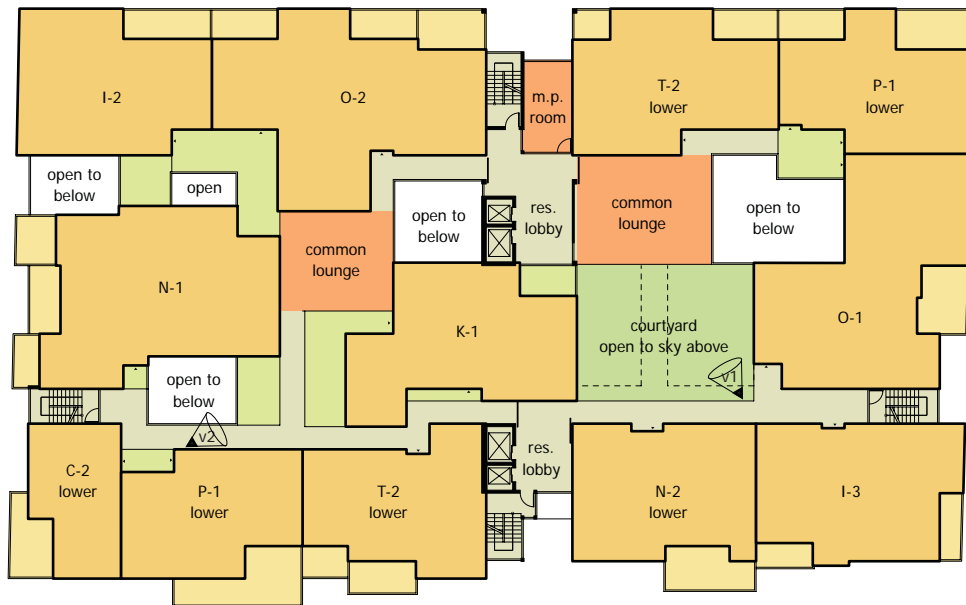 I-2
O-2
m.p.
room
T-2
lower
P-1
lower
open to
below
open
open to
below
res.
lobby
common
lounge
open to
below
common
lounge
N-1
K-1
courtyard
open to sky above
O-1
v1
open to
below
v2
C-2
lower
P-1
lower
T-2
lower
res.
lobby
N-2
lower
I-3